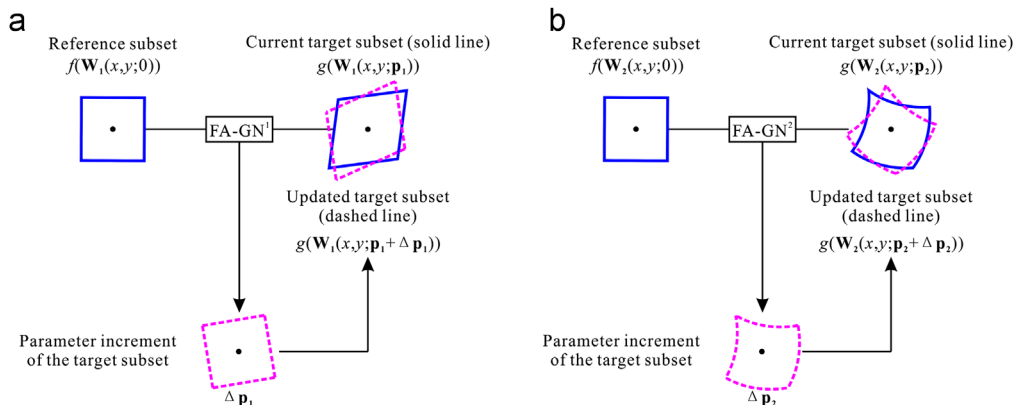 a
Reference subset
f(W₁(x,y;0))
Current target subset (solid line)
g(W₁(x,y;p₁))
FA-GN¹
Updated target subset
(dashed line)
g(W₁(x,y;p₁+Δp₁))
Parameter increment
of the target subset
Δp₁
b
Reference subset
f(W₂(x,y;0))
Current target subset (solid line)
g(W₂(x,y;p₂))
FA-GN²
Updated target subset
(dashed line)
g(W₂(x,y;p₂+Δp₂))
Parameter increment
of the target subset
Δp₂